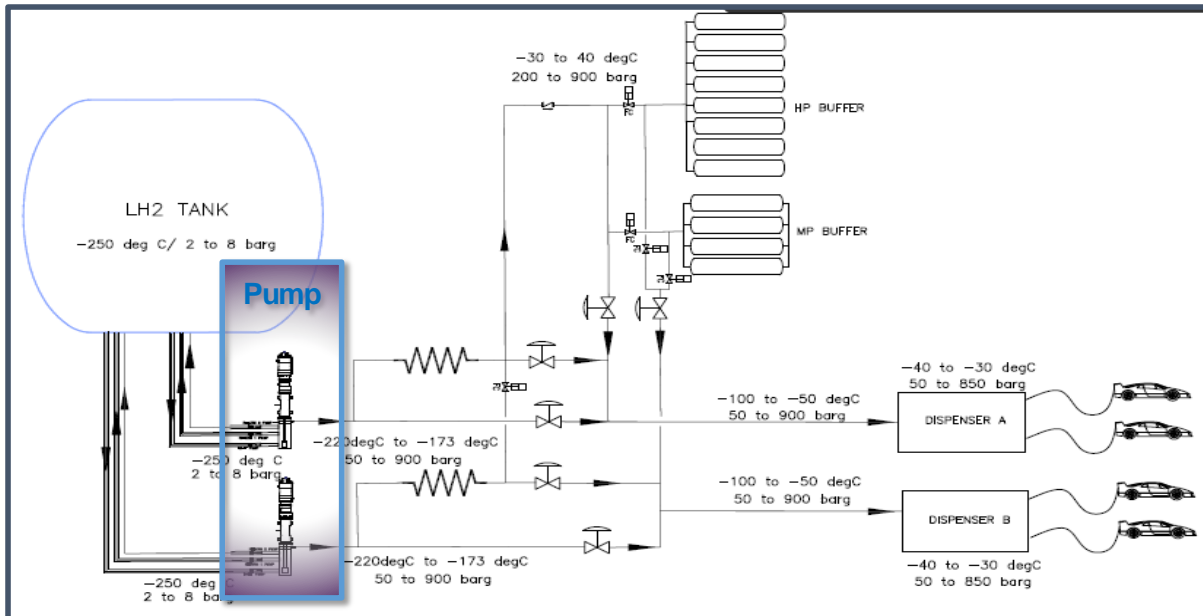 -30 to 40 degC
200 to 900 barg
HP BUFFER
LH2 TANK
-250 deg C/ 2 to 8 barg
FC
MP BUFFER
Pump
-40 to -30 degC
50 to 850 barg
-100 to -50 degC
50 to 900 barg
DISPENSER A
-220degC to -173 degC
50 to 900 barg
-250 deg C
2 to 8 barg
-100 to -50 degC
50 to 900 barg
DISPENSER B
-220degC to -173 degC
50 to 900 barg
-40 to -30 degC
50 to 850 barg
-250 deg C
2 to 8 barg